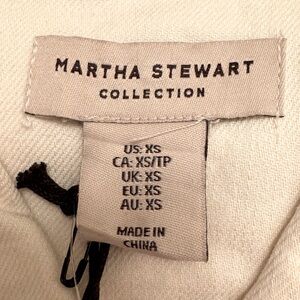 MARTHA STEWART
COLLECTION
US: XS
CA: XS/TP
UK: XS
EU: XS
AU: XS
MADE IN
CHINA